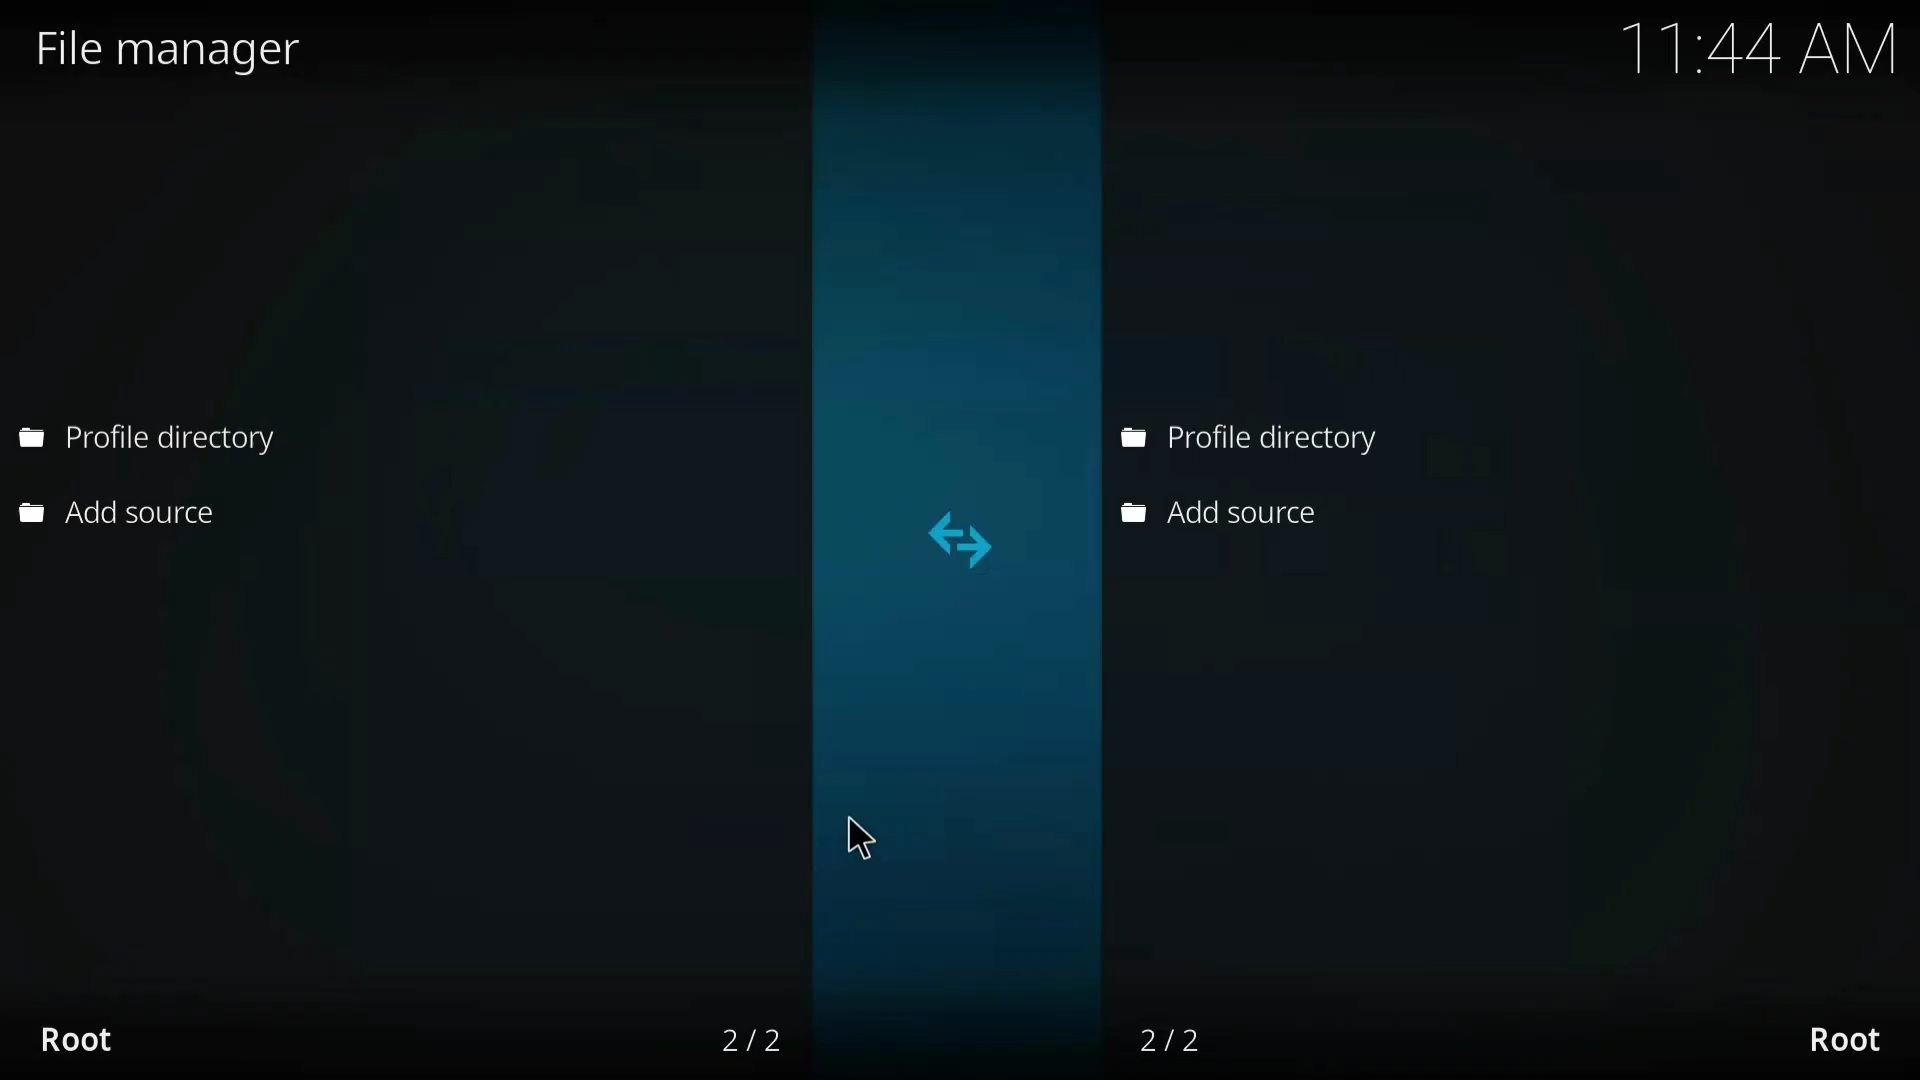 File manager
11:44 AM
Profile directory
Add source
Profile directory
Add source
Root
2 / 2
2 / 2
Root